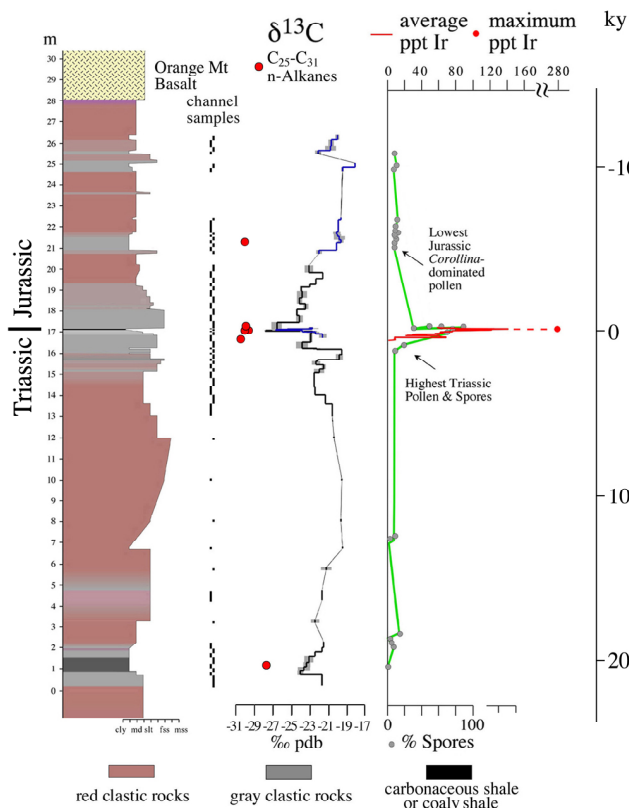 δ13C
C25-C31
n-Alkanes
average
ppt Ir
maximum
ppt Ir
ky
m
Orange Mt
Basalt
channel
samples
0 20 40 60 80 120 280
30
29
28
27
26
25
24
23
22
21
20
19
18
17
16
15
14
13
12
11
10
9
8
7
6
5
4
3
2
1
0
Triassic | Jurassic
Lowest
Jurassic
Corollina-
dominated
pollen
Highest Triassic
Pollen & Spores
-10
0
10
20
cly md slt fss mss
-31 -29 -27 -25 -23 -21 -19 -17
‰ pdb
0 20 100
% Spores
red clastic rocks
gray clastic rocks
carbonaceous shale
or coaly shale